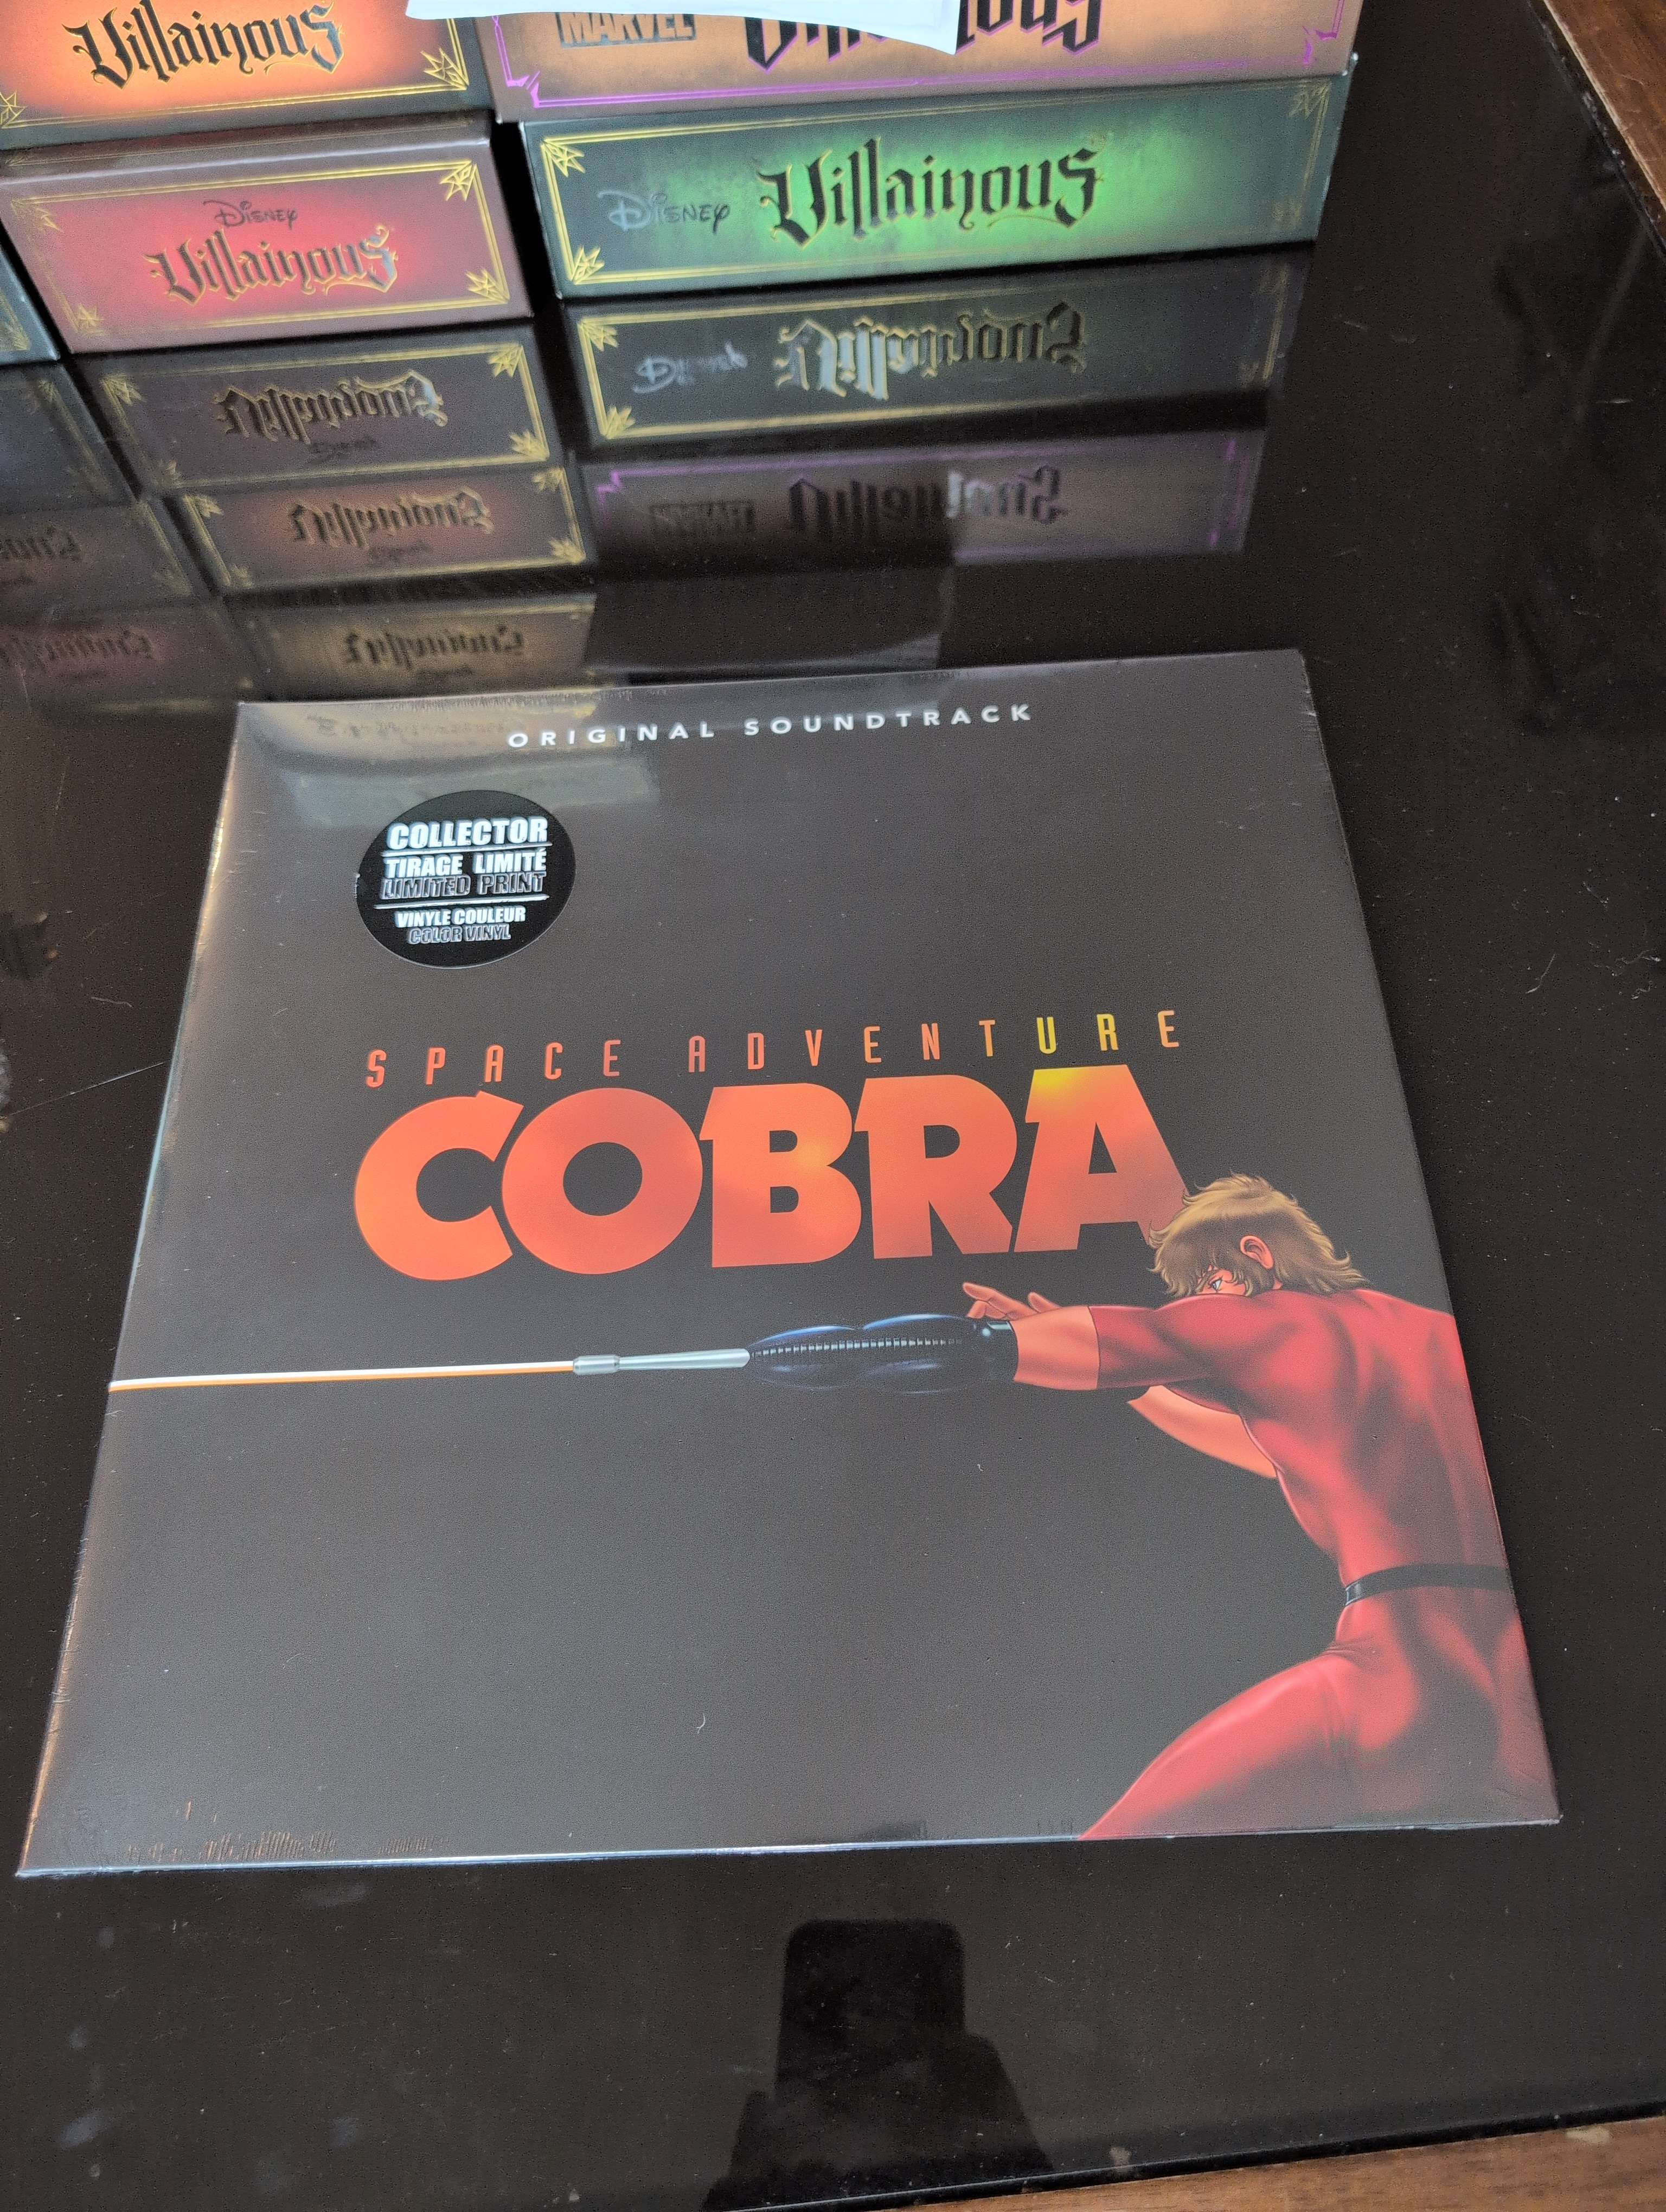 Villainous
MARVEL
Villainous
Disney
Villainous
Disney Villainous
ORIGINAL SOUNDTRACK
COLLECTOR
TIRAGE LIMITÉ
LIMITED PRINT
VINYLE COULEUR
COLOR VINYL
SPACE ADVENTURE
COBRA